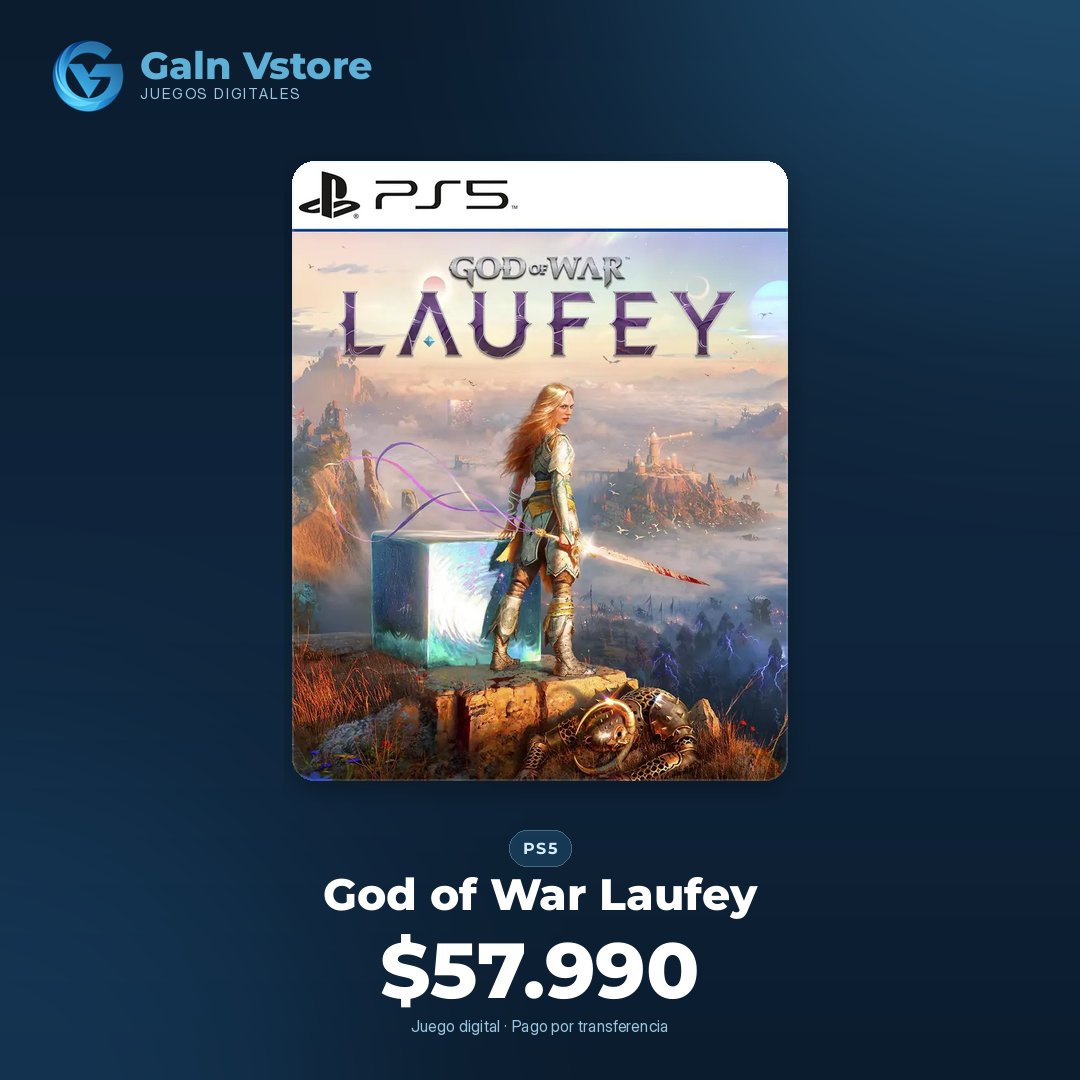 Galn Vstore
JUEGOS DIGITALES
PS5
GOD OF WAR
LAUFEY
PS5
God of War Laufey
$57.990
Juego digital · Pago por transferencia